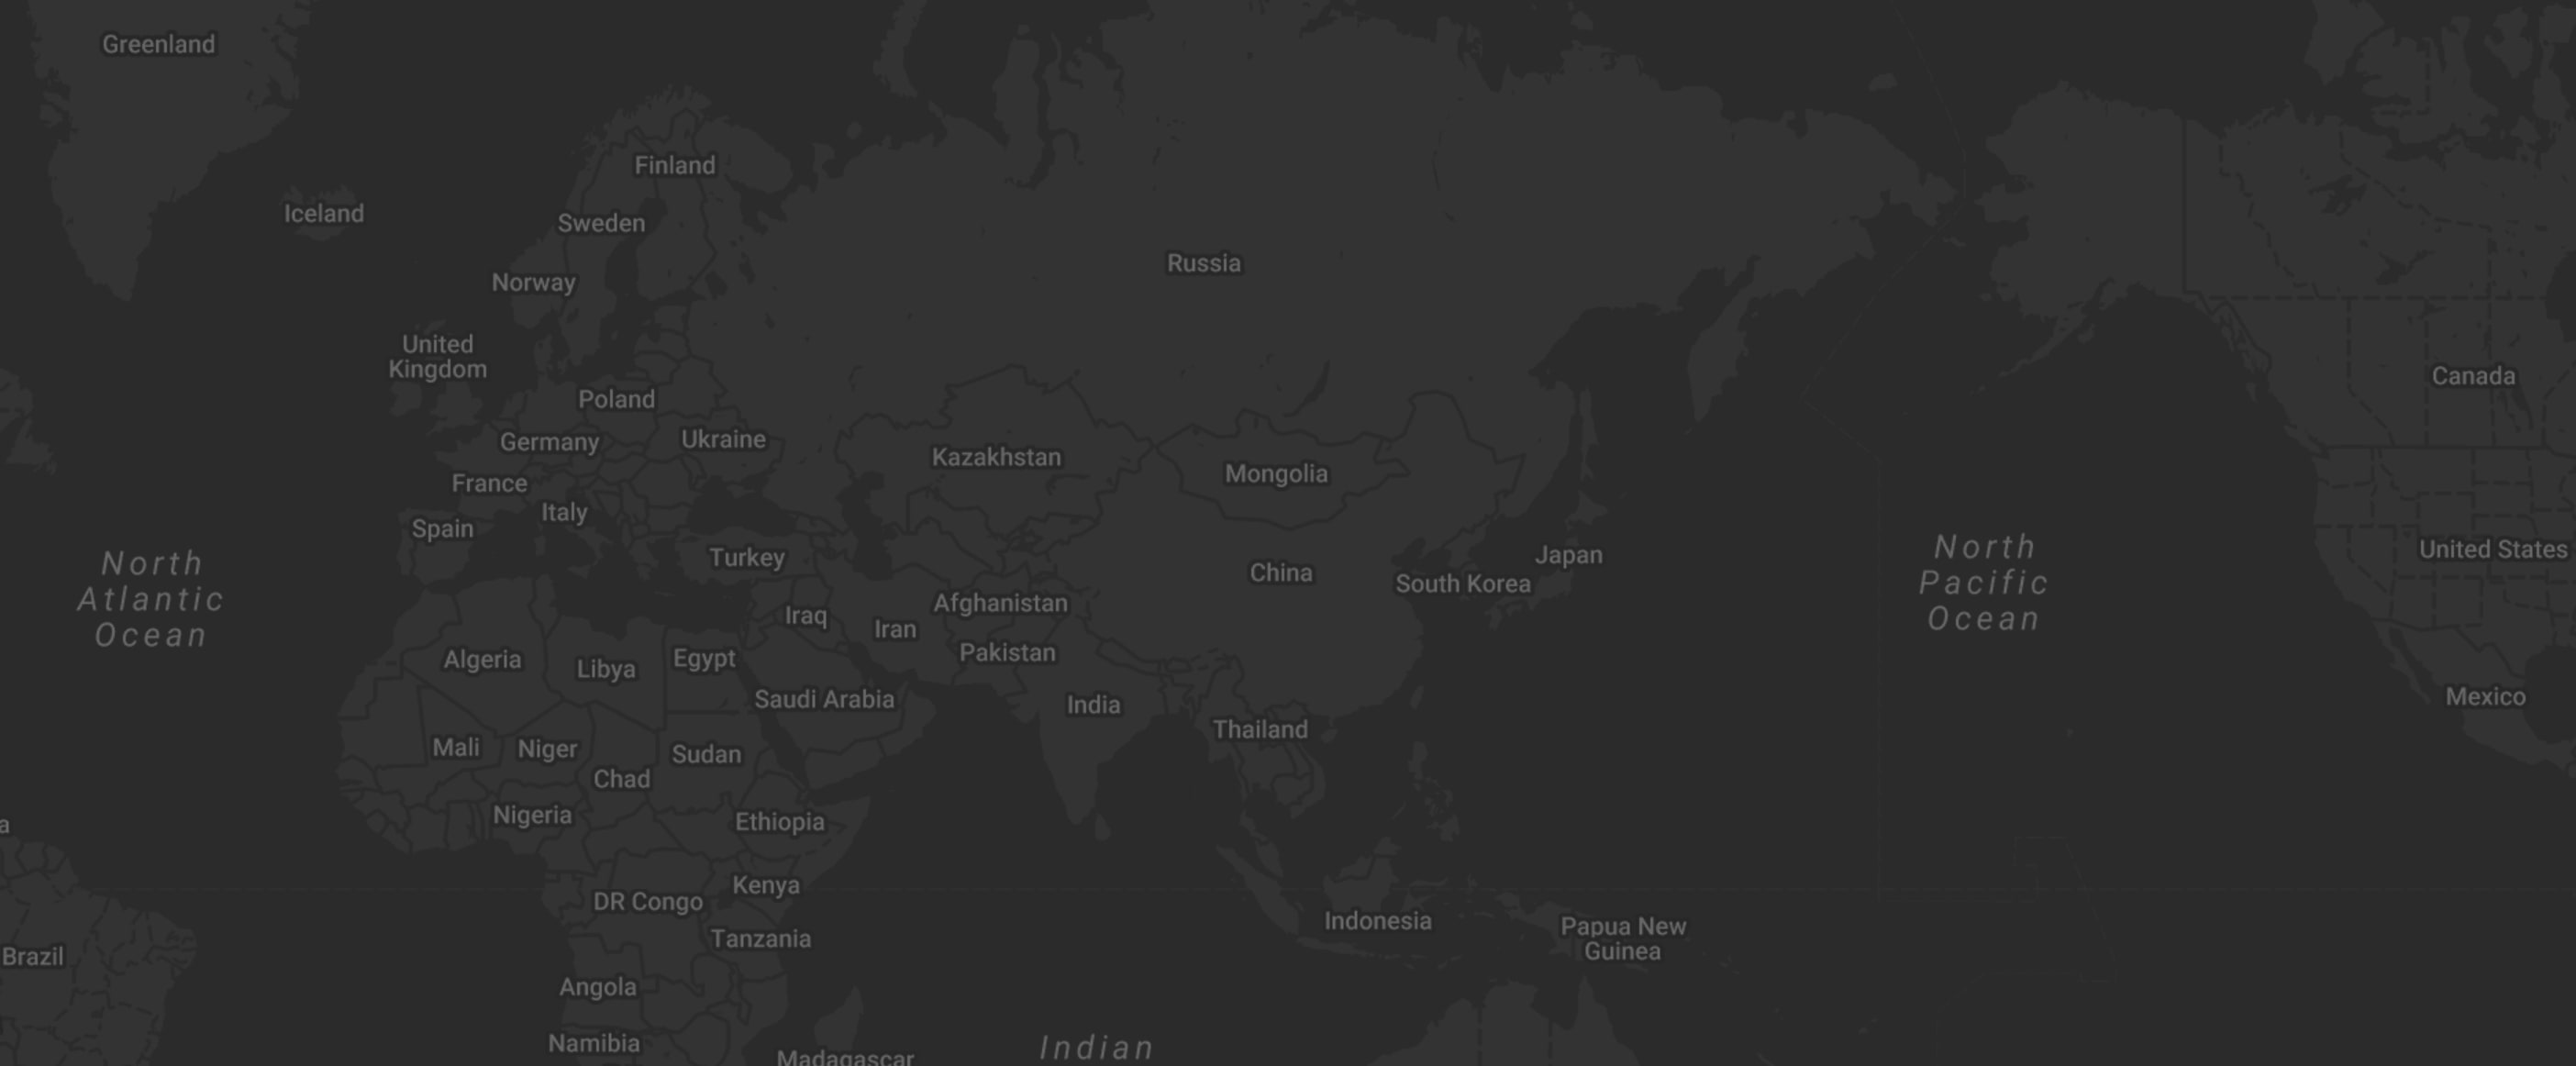 Greenland
Finland
Iceland
Sweden
Russia
Norway
United
Kingdom
Canada
Poland
Germany
Ukraine
Kazakhstan
Mongolia
France
Italy
Spain
North
Atlantic
Ocean
Turkey
China
Japan
South Korea
North
Pacific
Ocean
United States
Iraq
Iran
Afghanistan
Pakistan
Algeria
Libya
Egypt
Saudi Arabia
India
Mexico
Thailand
Mali
Niger
Sudan
Chad
Nigeria
Ethiopia
a
Kenya
DR Congo
Indonesia
Papua New
Guinea
Tanzania
Brazil
Angola
Namibia
Madagascar
Indian